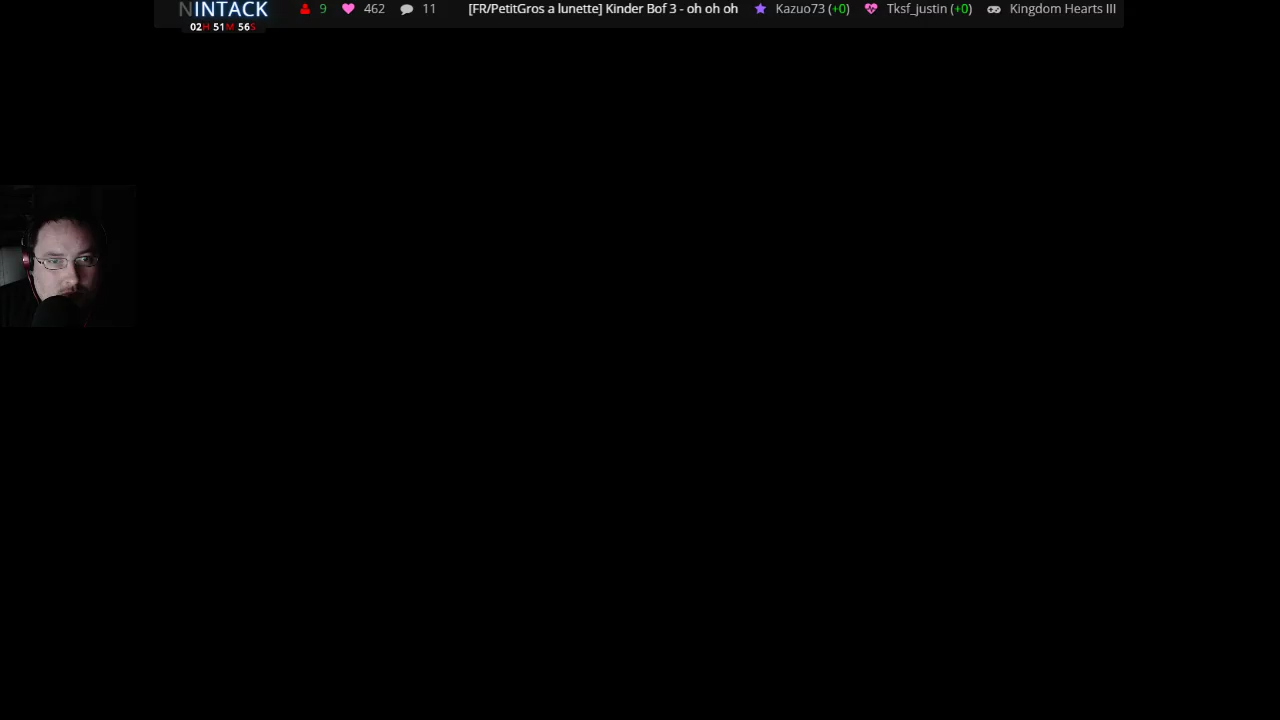 NINTACK 9 462 11 [FR/PetitGros a lunette] Kinder Bof 3 - oh oh oh Kazuo73 (+0) Tksf_justin (+0) Kingdom Hearts III
02H 51M 56S